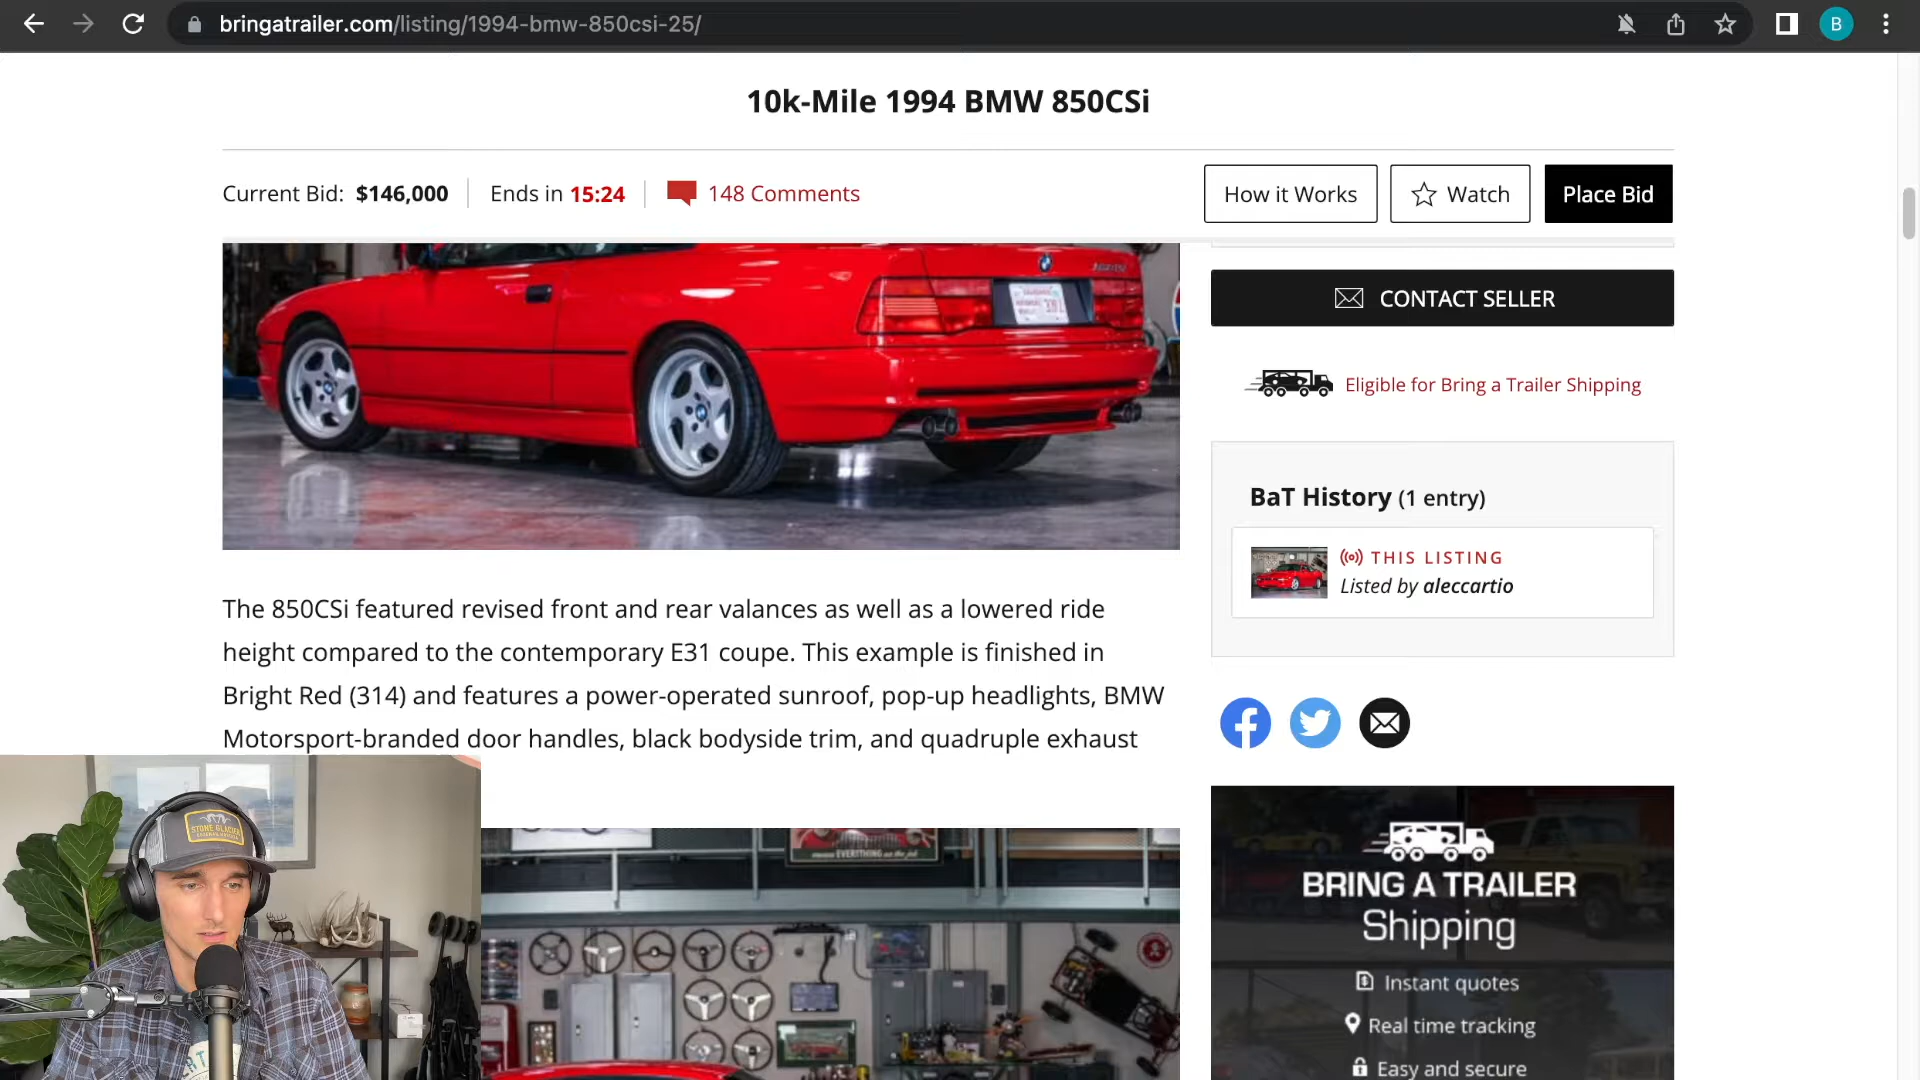 bringatrailer.com/listing/1994-bmw-850csi-25/
B
10k-Mile 1994 BMW 850CSi
Current Bid: $146,000
Ends in 15:24
148 Comments
How it Works
Watch
Place Bid
CONTACT SELLER
Eligible for Bring a Trailer Shipping
BaT History (1 entry)
THIS LISTING
Listed by aleccartio
The 850CSi featured revised front and rear valances as well as a lowered ride
height compared to the contemporary E31 coupe. This example is finished in
Bright Red (314) and features a power-operated sunroof, pop-up headlights, BMW
Motorsport-branded door handles, black bodyside trim, and quadruple exhaust
STONE GLACIER
BRING A TRAILER
Shipping
Instant quotes
Real time tracking
Easy and secure